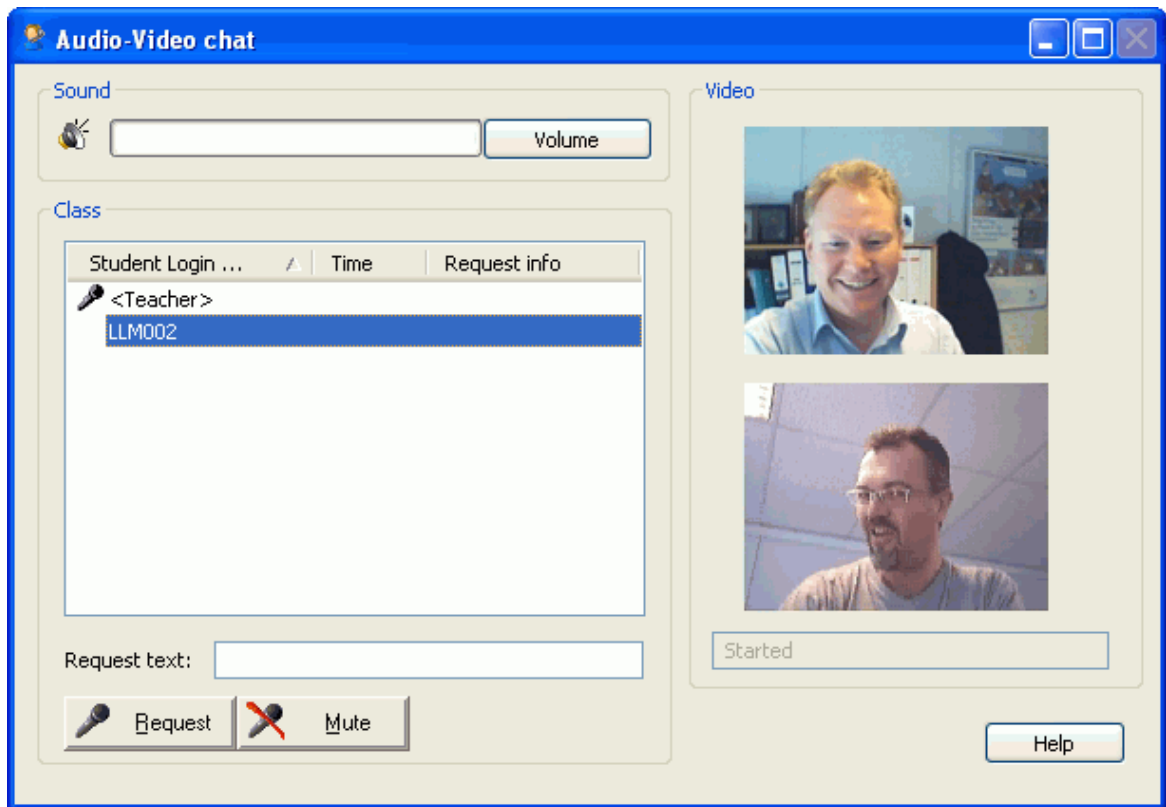 Audio-Video chat
Sound
Volume
Class
Student Login ... Time Request info
<Teacher>
LLM002
Request text:
Request Mute
Video
Started
Help